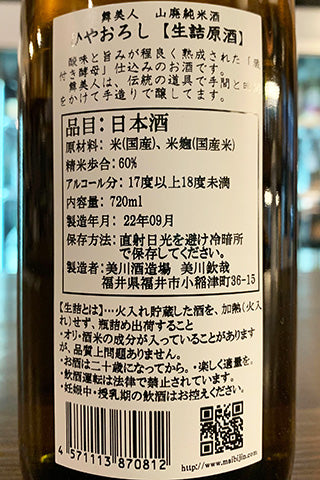 舞美人 山廃純米酒
ひやおろし【生詰原酒】
酸味と旨みが程良く熟成された「蔵
付き酵母」仕込みのお酒です。
舞美人は、伝統の道具で手間と
をかけて手造りで醸してます。
品目：日本酒
原材料： 米(国産)、米麹(国産米)
精米歩合： 60%
アルコール分： 17度以上18度未満
内容量： 720ml
製造年月： 22年09月
保存方法： 直射日光を避け冷暗所
で保存してください。
製造者： 美川酒造場 美川欽哉
福井県福井市小稲津町36-15
【生詰とは】…火入れ貯蔵した酒を、加熱(火入
れ)せず、瓶詰め出荷すること
・オリ・酒米の成分が入っていることがあります
が、品質上問題ありません。
・お酒は二十歳になってから。・楽しく適量を。
・飲酒運転は法律で禁止されています。
・妊娠中・授乳期の飲酒はお控えください。
4 571113 870812
http://www.maibijin.com